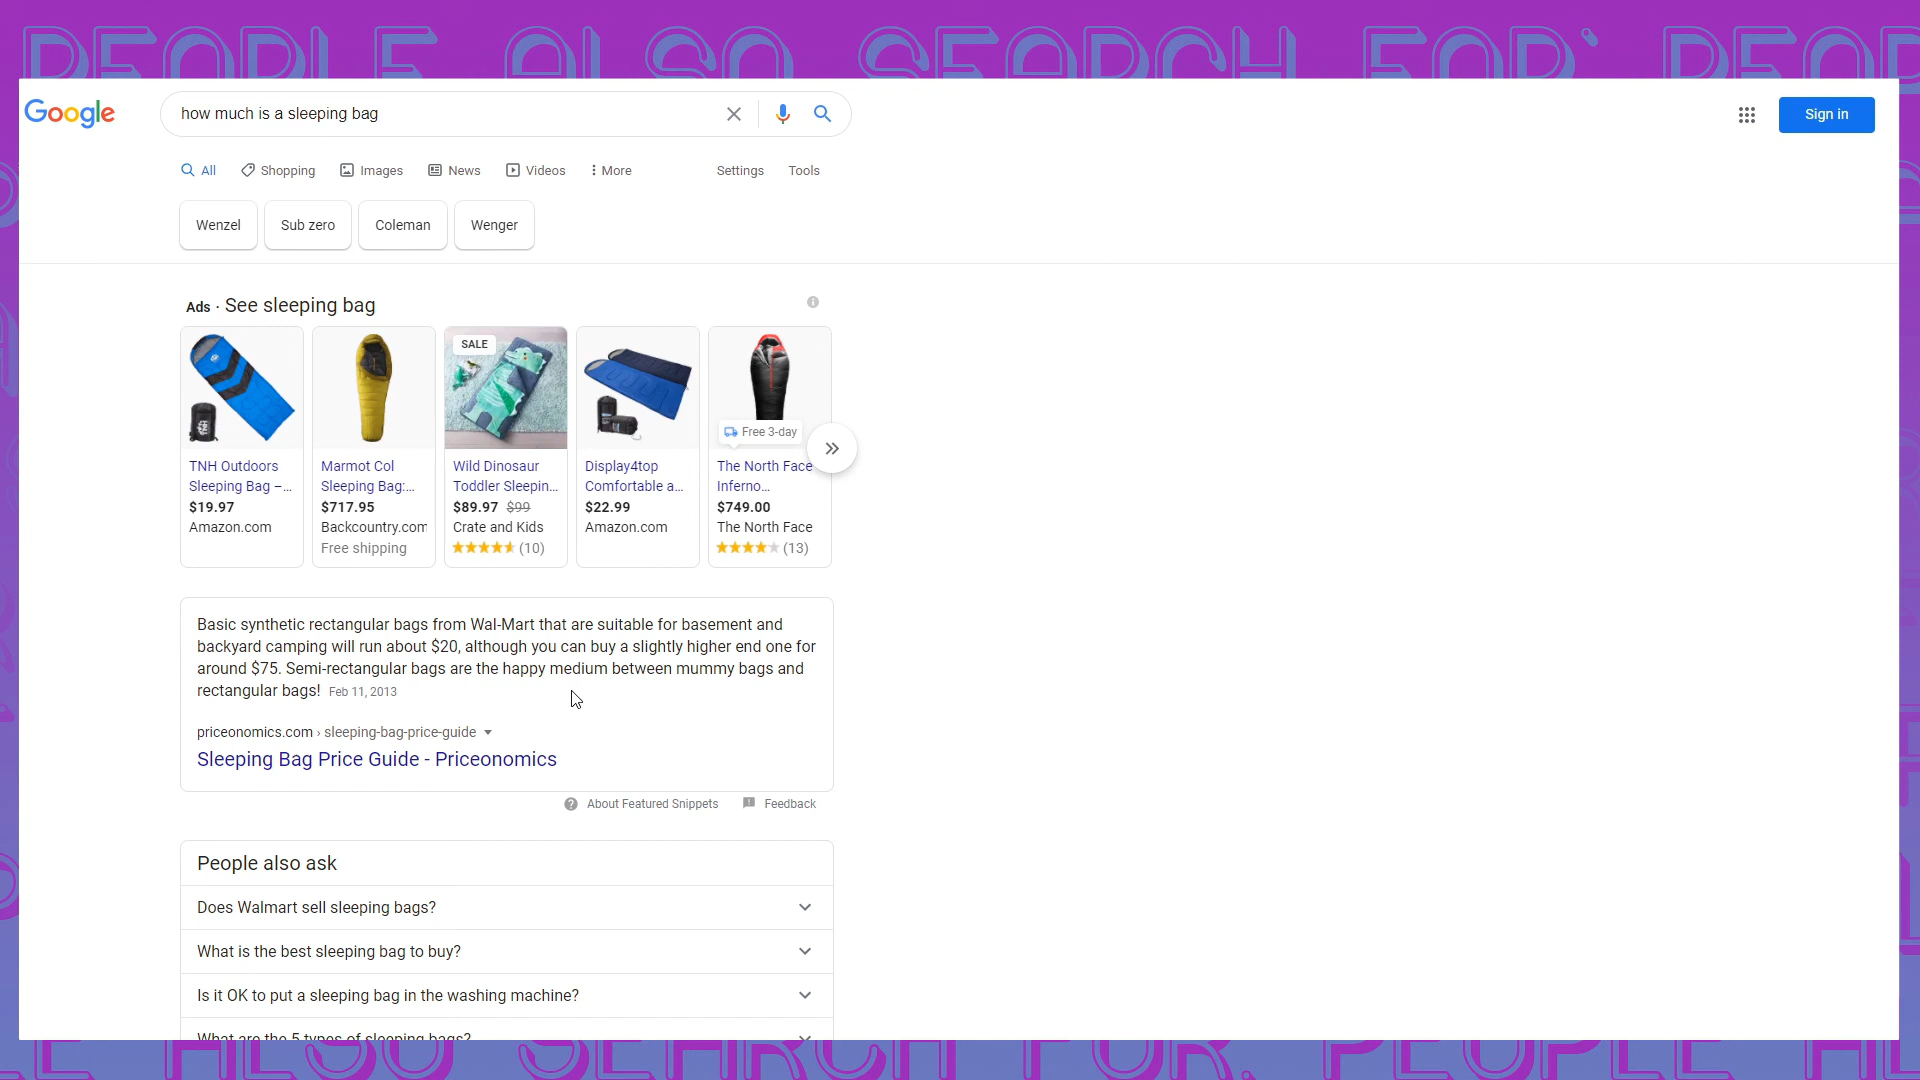 PEOPLE ALSO SEARCH FOR
Google
how much is a sleeping bag
Sign in
All
Shopping
Images
News
Videos
More
Settings
Tools
Wenzel
Sub zero
Coleman
Wenger
Ads · See sleeping bag
SALE
Free 3-day
TNH Outdoors
Sleeping Bag –...
$19.97
Amazon.com
Marmot Col
Sleeping Bag:...
$717.95
Backcountry.com
Free shipping
Wild Dinosaur
Toddler Sleepin...
$89.97 $99
Crate and Kids
(10)
Display4top
Comfortable a...
$22.99
Amazon.com
The North Face
Inferno...
$749.00
The North Face
(13)
Basic synthetic rectangular bags from Wal-Mart that are suitable for basement and
backyard camping will run about $20, although you can buy a slightly higher end one for
around $75. Semi-rectangular bags are the happy medium between mummy bags and
rectangular bags! Feb 11, 2013
priceonomics.com › sleeping-bag-price-guide
Sleeping Bag Price Guide - Priceonomics
About Featured Snippets
Feedback
People also ask
Does Walmart sell sleeping bags?
What is the best sleeping bag to buy?
Is it OK to put a sleeping bag in the washing machine?
What are the 5 types of sleeping bags?
ALSO SEARCH FOR. PEOPLE